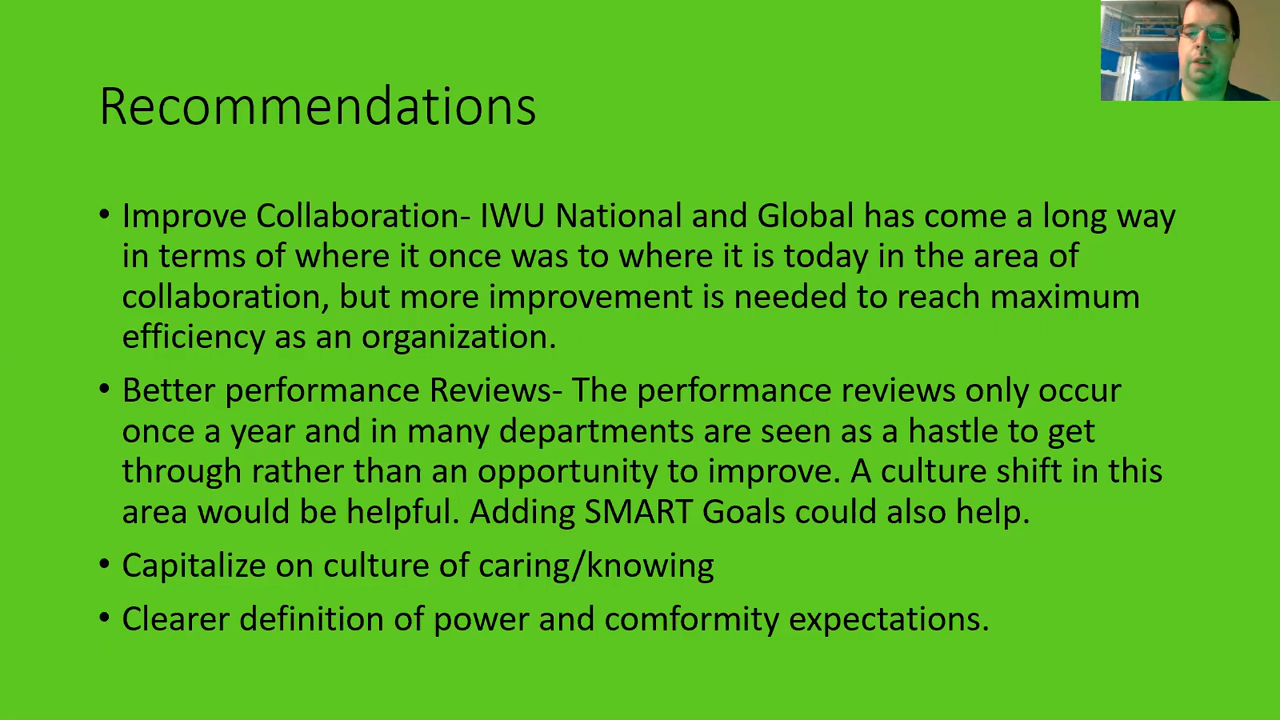 Recommendations
• Improve Collaboration- IWU National and Global has come a long way
in terms of where it once was to where it is today in the area of
collaboration, but more improvement is needed to reach maximum
efficiency as an organization.
• Better performance Reviews- The performance reviews only occur
once a year and in many departments are seen as a hastle to get
through rather than an opportunity to improve. A culture shift in this
area would be helpful. Adding SMART Goals could also help.
• Capitalize on culture of caring/knowing
• Clearer definition of power and comformity expectations.